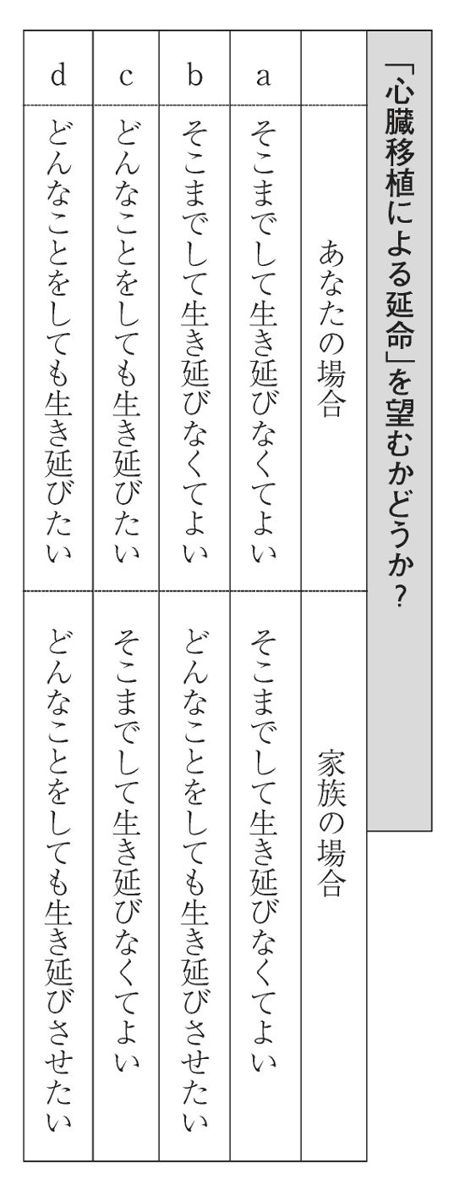 「心臓移植による延命」を望むかどうか?
あなたの場合
家族の場合
a
そこまでして生き延びなくてよい
そこまでして生き延びなくてよい
b
そこまでして生き延びなくてよい
どんなことをしても生き延びさせたい
c
どんなことをしても生き延びたい
そこまでして生き延びなくてよい
d
どんなことをしても生き延びたい
どんなことをしても生き延びさせたい